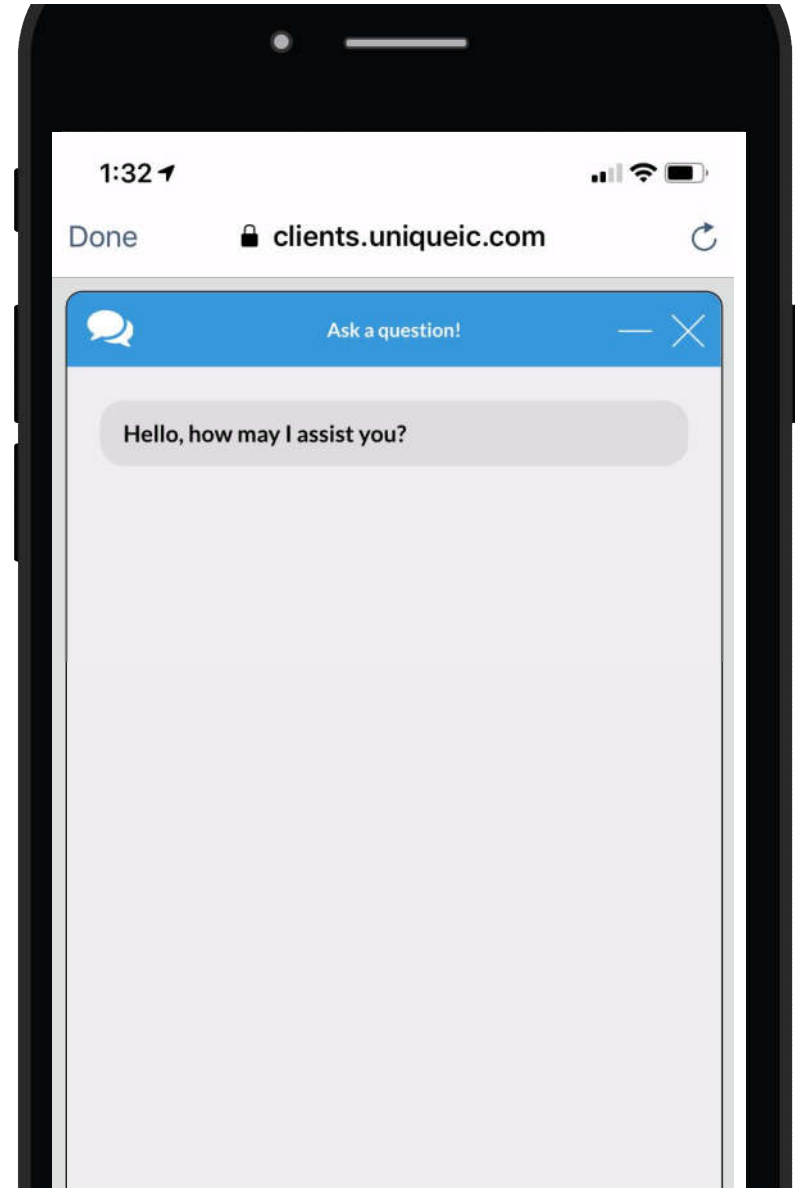 1:32
Done
clients.uniqueic.com
Ask a question!
Hello, how may I assist you?